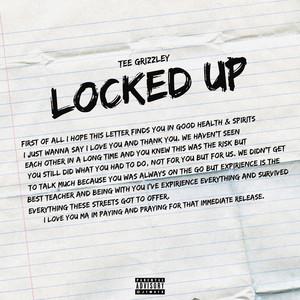 TEE GRIZZLEY
LOCKED UP
FIRST OF ALL I HOPE THIS LETTER FINDS YOU IN GOOD HEALTH & SPIRITS
I JUST WANNA SAY I LOVE YOU AND THANK YOU. WE HAVEN'T SEEN
EACH OTHER IN A LONG TIME AND YOU KNEW THIS WAS THE RISK BUT
YOU STILL DID WHAT YOU HAD TO DO, NOT FOR YOU BUT FOR US. WE DIDN'T GET
TO TALK MUCH BECAUSE YOU WAS ALWAYS ON THE GO BUT EXPIRIENCE IS THE
BEST TEACHER AND BEING WITH YOU I'VE EXPIRIENCE EVERYTHING AND SURVIVED
EVERYTHING THESE STREETS GOT TO OFFER.
I LOVE YOU MA IM PAYING AND PRAYING FOR THAT IMMEDIATE RELEASE.
PARENTAL
ADVISORY